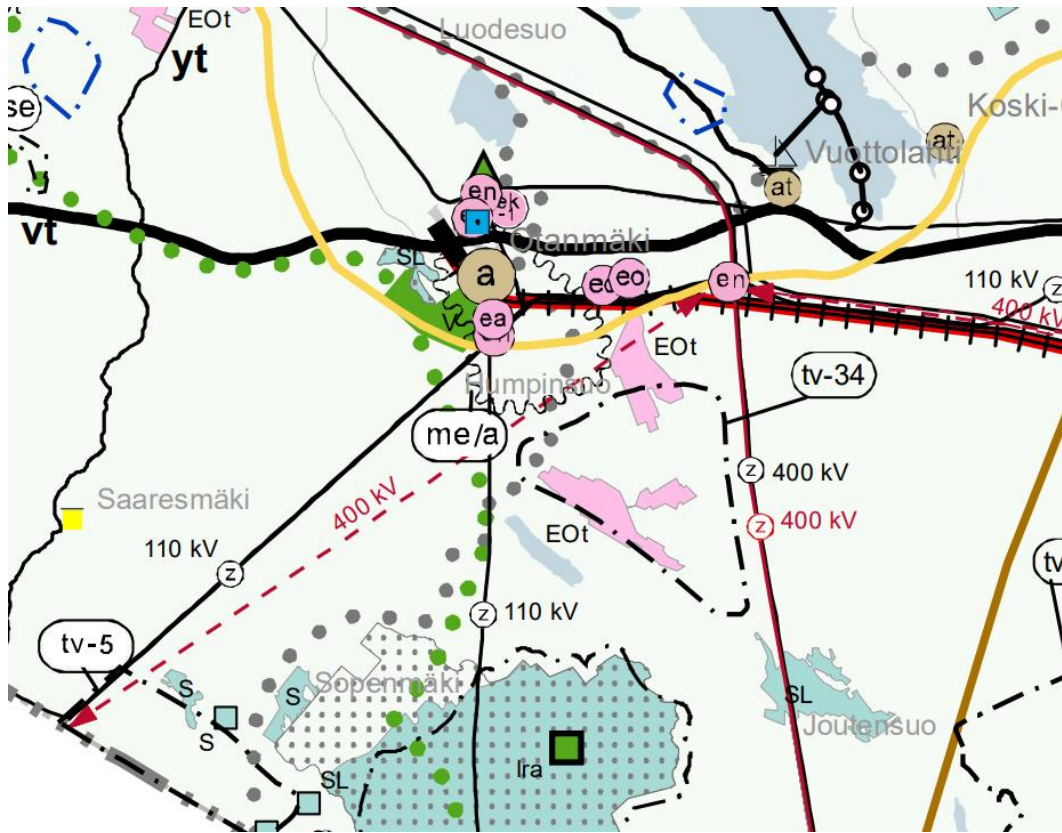 EOt
Luodesuo
yt
se
Koski-
at
Vuottolahti
at
en
ek
-1
vt
Otanmäki
SL
a
eo
en
110 kV
z
400 kV
V
ea
EOt
tv-34
Humpinsuo
me/a
z 400 kV
400 kV
z 400 kV
Saaresmäki
EOt
110 kV
z
tv
z 110 kV
tv-5
S
S
Sopenmäki
SL
S
Joutensuo
Ira
SL